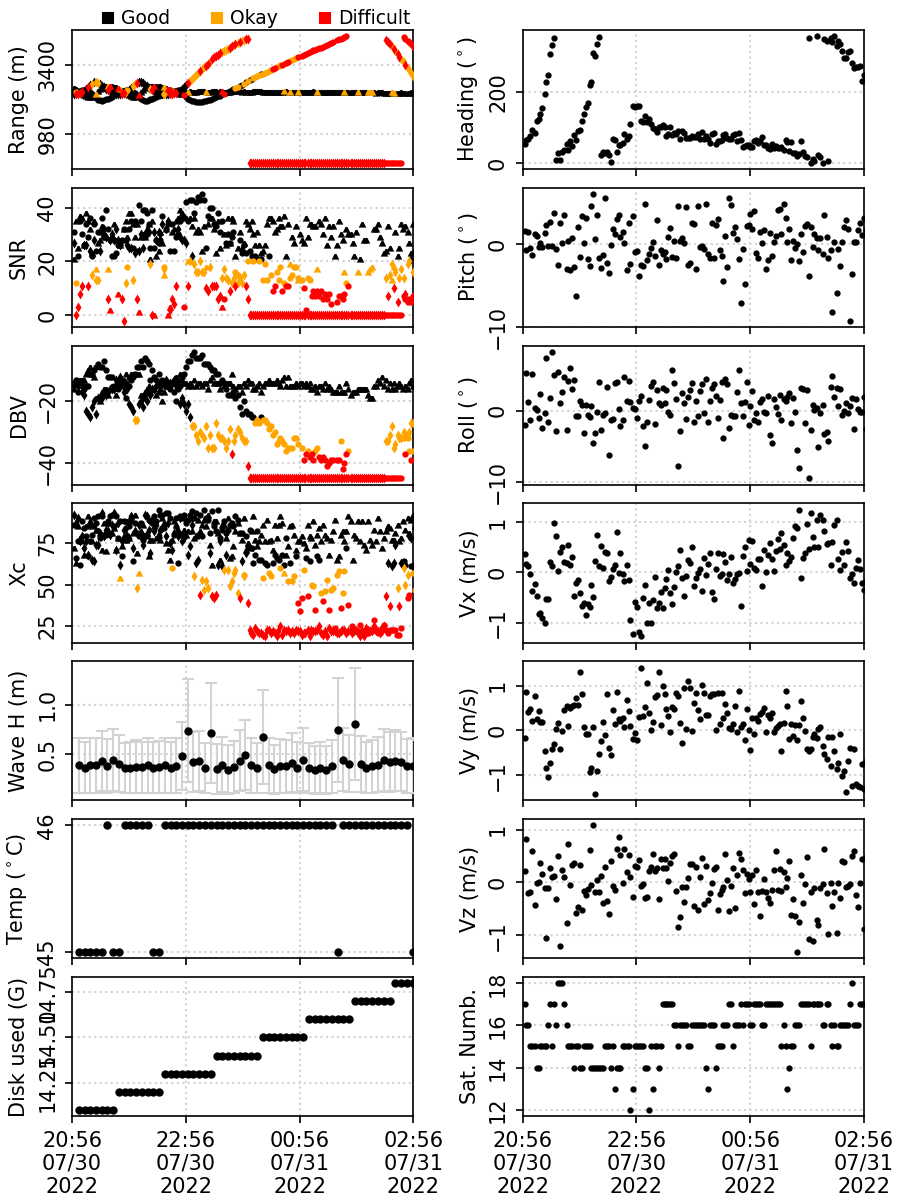 Good Okay Difficult
Range (m)
3400
980
Heading (°)
200
0
SNR
40
20
0
Pitch (°)
0
−10
DBV
−20
−40
Roll (°)
0
−10
Xc
75
50
25
Vx (m/s)
1
0
−1
Wave H (m)
1.0
0.5
Vy (m/s)
1
0
−1
Temp (°C)
46
45
Vz (m/s)
1
0
−1
Disk used (G)
14.75
14.50
14.25
Sat. Numb.
18
16
14
12
20:56 22:56 00:56 02:56
07/30 07/30 07/31 07/31
2022 2022 2022 2022
20:56 22:56 00:56 02:56
07/30 07/30 07/31 07/31
2022 2022 2022 2022